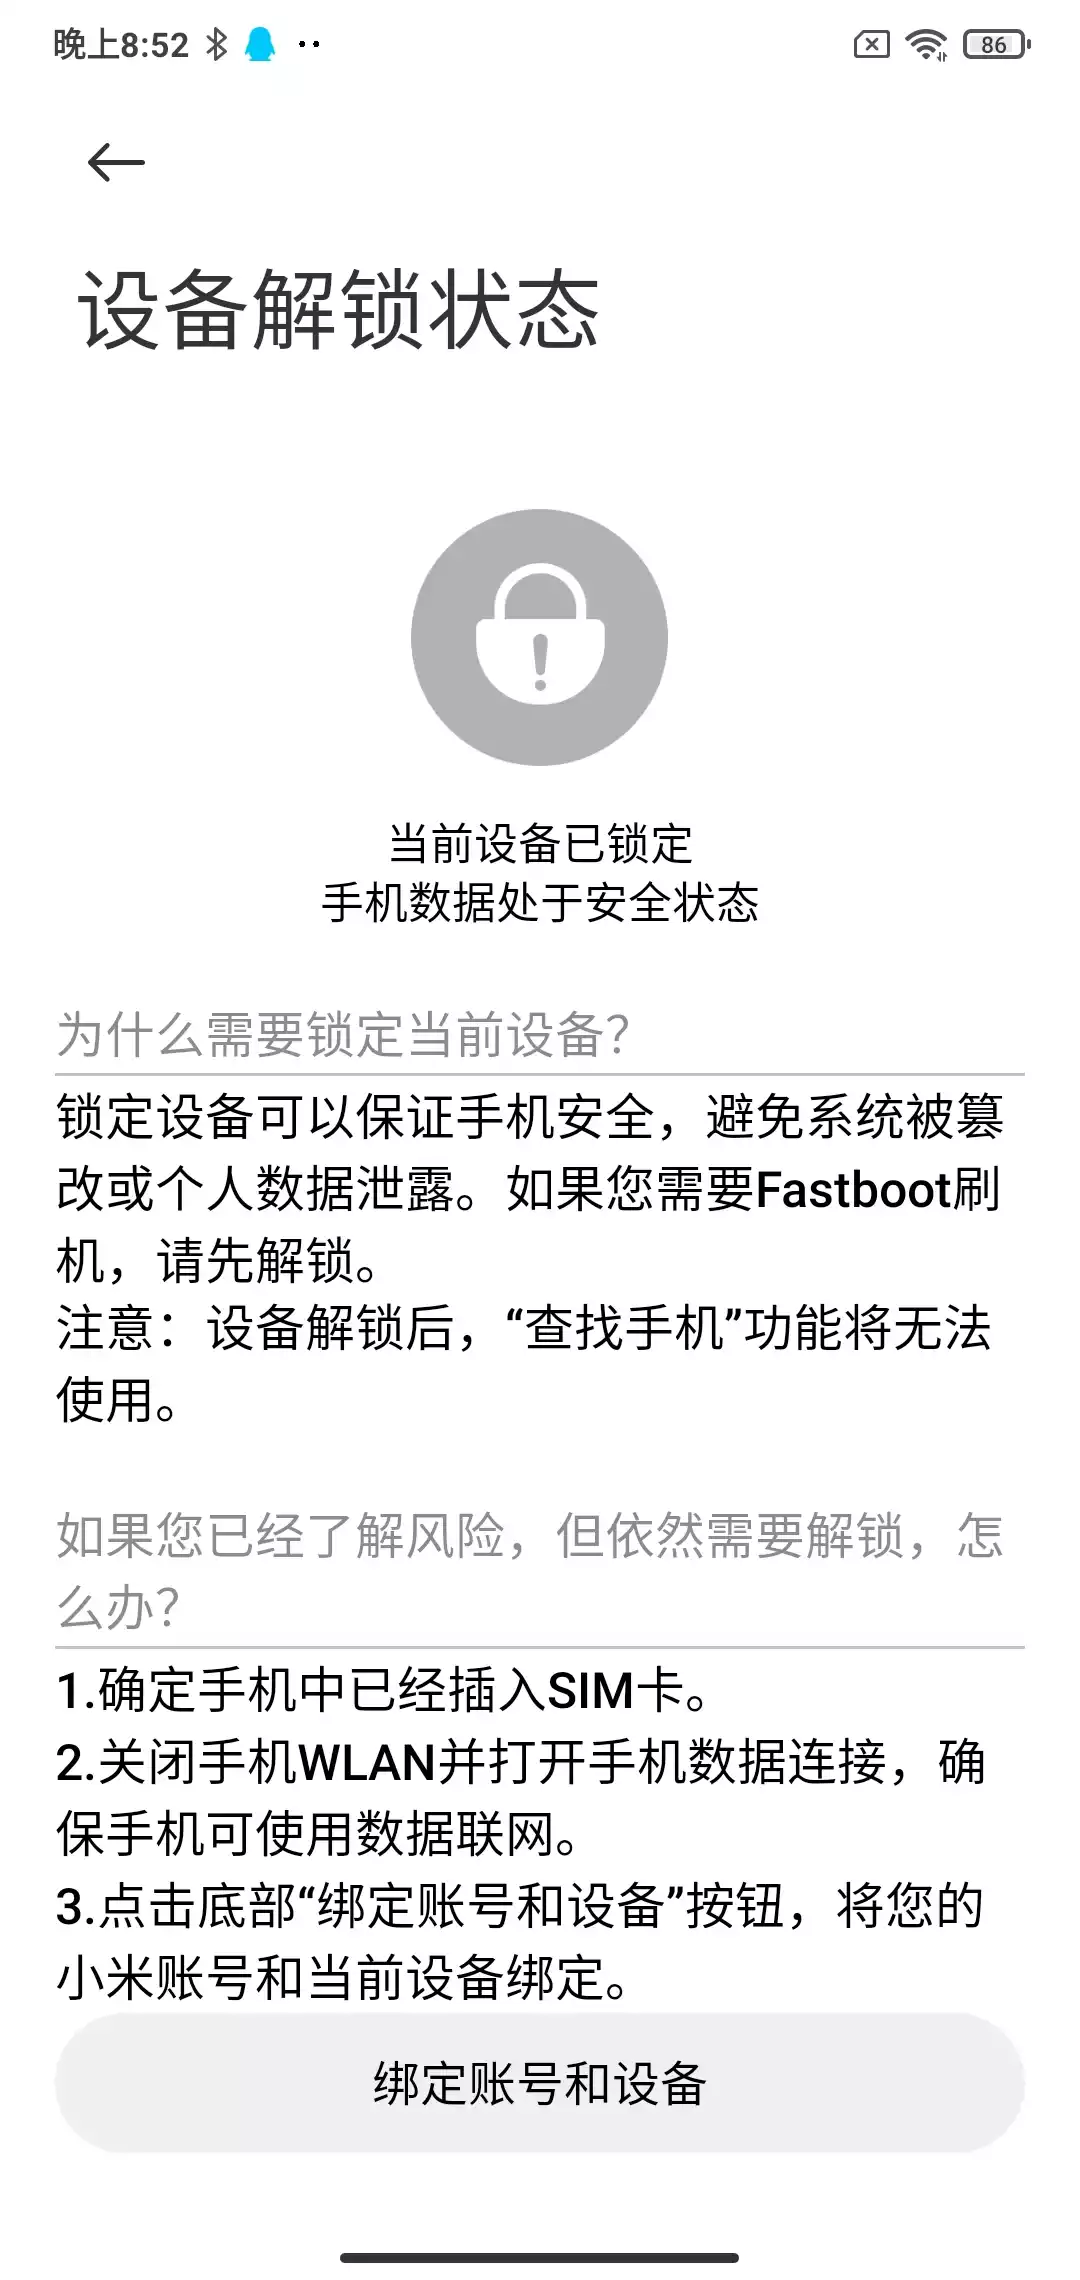 晚上8:52
86
设备解锁状态
当前设备已锁定
手机数据处于安全状态
为什么需要锁定当前设备？
锁定设备可以保证手机安全，避免系统被篡
改或个人数据泄露。如果您需要Fastboot刷
机，请先解锁。
注意：设备解锁后，“查找手机”功能将无法
使用。
如果您已经了解风险，但依然需要解锁，怎
么办？
1.确定手机中已经插入SIM卡。
2.关闭手机WLAN并打开手机数据连接，确
保手机可使用数据联网。
3.点击底部“绑定账号和设备”按钮，将您的
小米账号和当前设备绑定。
绑定账号和设备